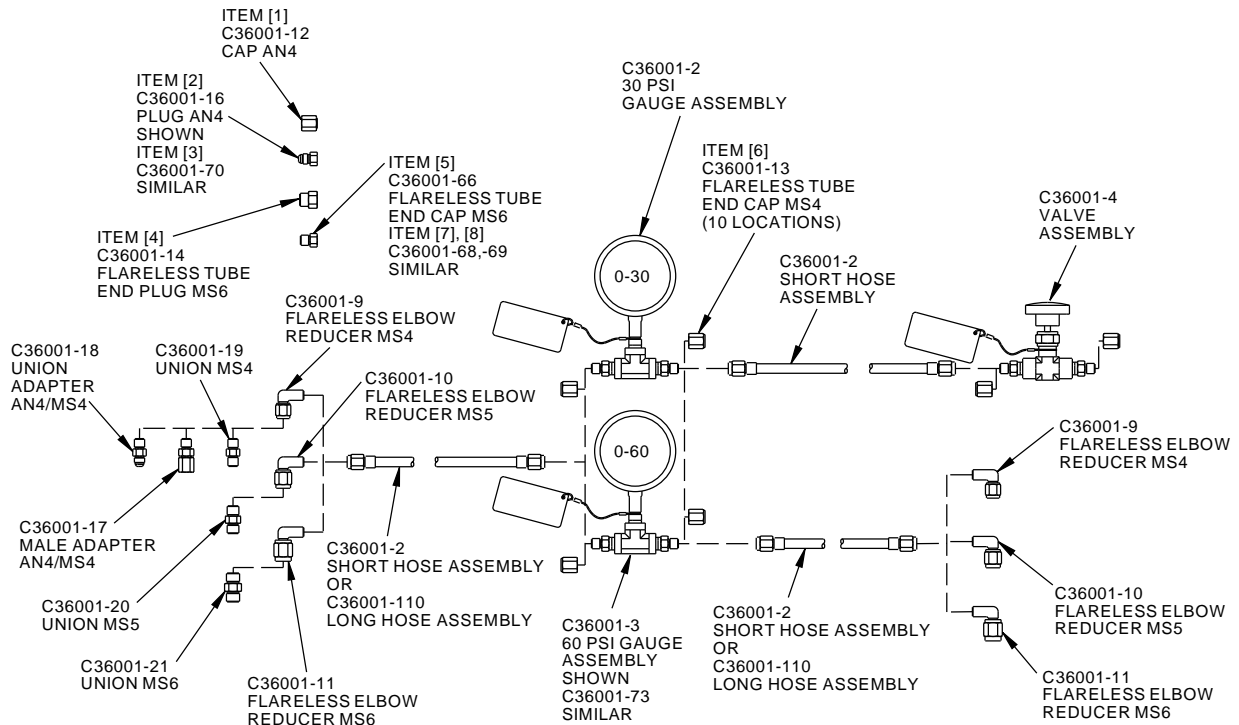 ITEM [1]
C36001-12
CAP AN4
ITEM [2]
C36001-16
PLUG AN4
SHOWN
ITEM [3]
C36001-70
SIMILAR
C36001-2
30 PSI
GAUGE ASSEMBLY
ITEM [5]
C36001-66
FLARELESS TUBE
END CAP MS6
ITEM [7], [8]
C36001-68,-69
SIMILAR
ITEM [6]
C36001-13
FLARELESS TUBE
END CAP MS4
(10 LOCATIONS)
C36001-4
VALVE
ASSEMBLY
ITEM [4]
C36001-14
FLARELESS TUBE
END PLUG MS6
0-30
C36001-2
SHORT HOSE
ASSEMBLY
C36001-9
FLARELESS ELBOW
REDUCER MS4
C36001-18
UNION
ADAPTER
AN4/MS4
C36001-19
UNION MS4
C36001-10
FLARELESS ELBOW
REDUCER MS5
0-60
C36001-9
FLARELESS ELBOW
REDUCER MS4
C36001-17
MALE ADAPTER
AN4/MS4
C36001-2
SHORT HOSE ASSEMBLY
OR
C36001-110
LONG HOSE ASSEMBLY
C36001-20
UNION MS5
C36001-21
UNION MS6
C36001-11
FLARELESS ELBOW
REDUCER MS6
C36001-3
60 PSI GAUGE
ASSEMBLY
SHOWN
C36001-73
SIMILAR
C36001-2
SHORT HOSE ASSEMBLY
OR
C36001-110
LONG HOSE ASSEMBLY
C36001-10
FLARELESS ELBOW
REDUCER MS5
C36001-11
FLARELESS ELBOW
REDUCER MS6